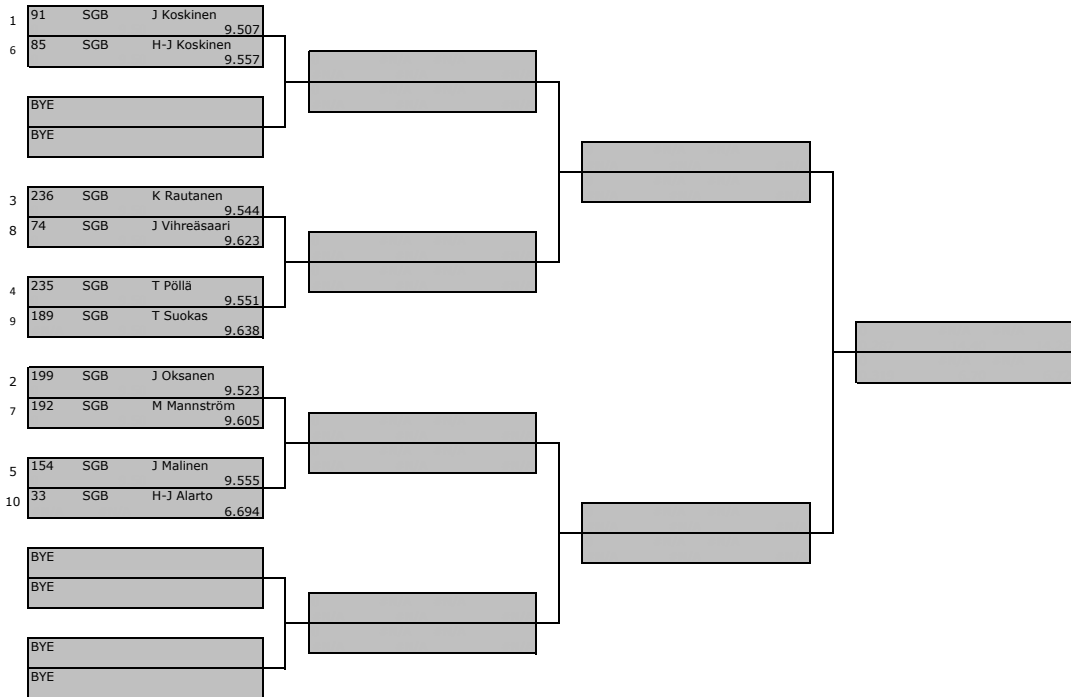 1 91 SGB J Koskinen
9.507
6 85 SGB H-J Koskinen
9.557
BYE
BYE
3 236 SGB K Rautanen
9.544
8 74 SGB J Vihreäsaari
9.623
4 235 SGB T Pöllä
9.551
9 189 SGB T Suokas
9.638
2 199 SGB J Oksanen
9.523
7 192 SGB M Mannström
9.605
5 154 SGB J Malinen
9.555
10 33 SGB H-J Alarto
6.694
BYE
BYE
BYE
BYE